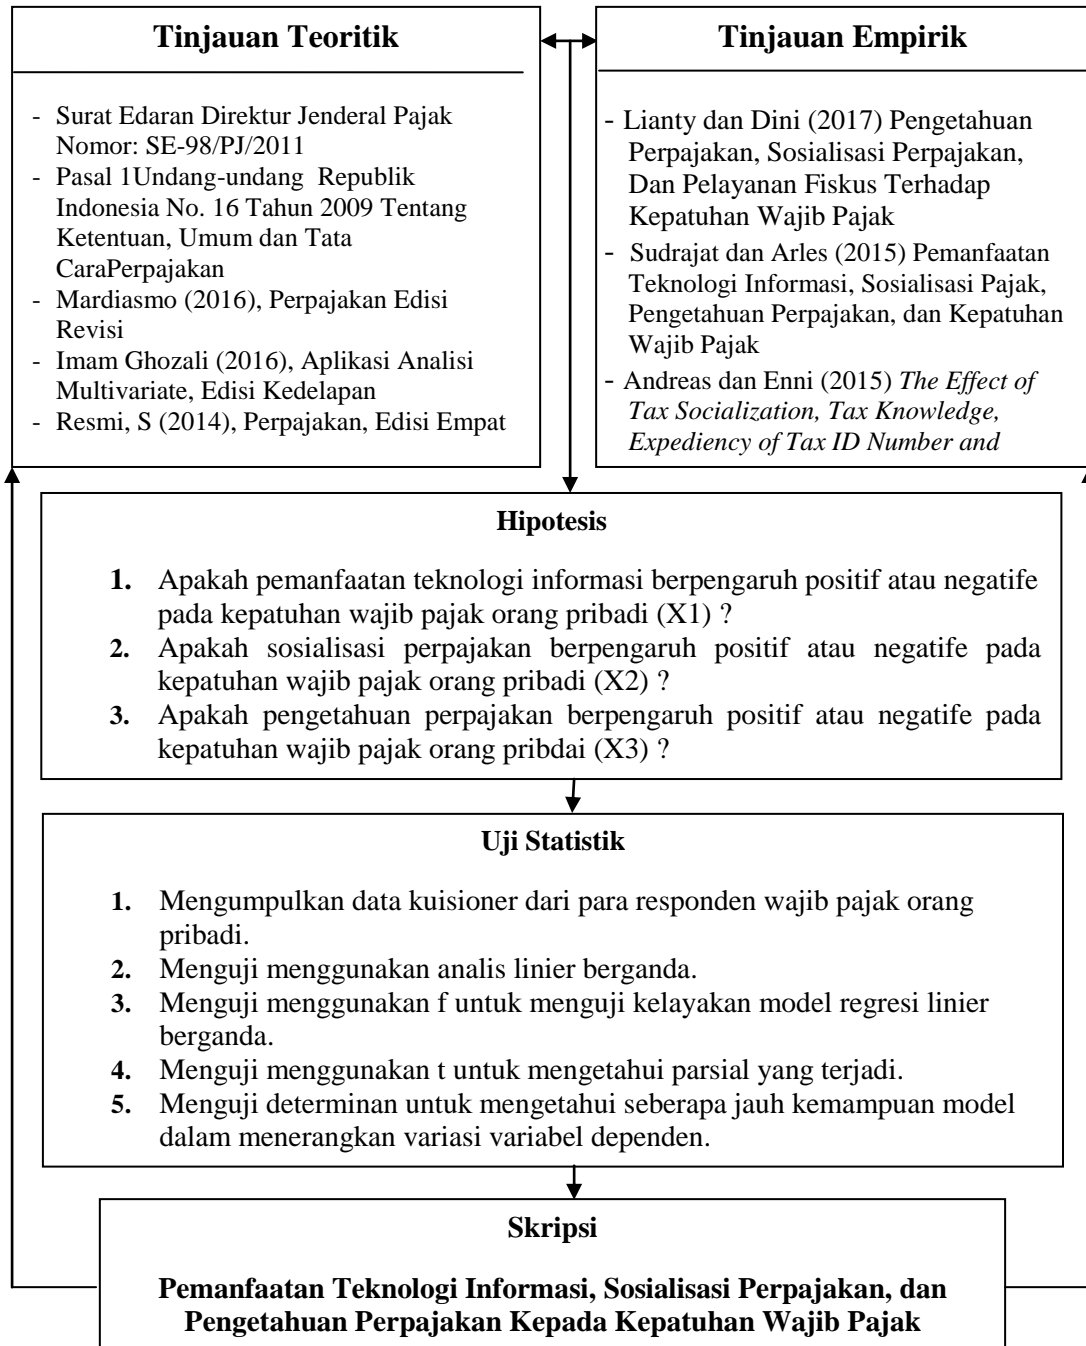 Tinjauan Teoritik
- Surat Edaran Direktur Jenderal Pajak
Nomor: SE-98/PJ/2011
- Pasal 1Undang-undang Republik
Indonesia No. 16 Tahun 2009 Tentang
Ketentuan, Umum dan Tata
CaraPerpajakan
- Mardiasmo (2016), Perpajakan Edisi
Revisi
- Imam Ghozali (2016), Aplikasi Analisi
Multivariate, Edisi Kedelapan
- Resmi, S (2014), Perpajakan, Edisi Empat
Tinjauan Empirik
- Lianty dan Dini (2017) Pengetahuan
Perpajakan, Sosialisasi Perpajakan,
Dan Pelayanan Fiskus Terhadap
Kepatuhan Wajib Pajak
- Sudrajat dan Arles (2015) Pemanfaatan
Teknologi Informasi, Sosialisasi Pajak,
Pengetahuan Perpajakan, dan Kepatuhan
Wajib Pajak
- Andreas dan Enni (2015) The Effect of
Tax Socialization, Tax Knowledge,
Expediency of Tax ID Number and
Hipotesis
1. Apakah pemanfaatan teknologi informasi berpengaruh positif atau negatife
pada kepatuhan wajib pajak orang pribadi (X1) ?
2. Apakah sosialisasi perpajakan berpengaruh positif atau negatife pada
kepatuhan wajib pajak orang pribadi (X2) ?
3. Apakah pengetahuan perpajakan berpengaruh positif atau negatife pada
kepatuhan wajib pajak orang pribdai (X3) ?
Uji Statistik
1. Mengumpulkan data kuisioner dari para responden wajib pajak orang
pribadi.
2. Menguji menggunakan analis linier berganda.
3. Menguji menggunakan f untuk menguji kelayakan model regresi linier
berganda.
4. Menguji menggunakan t untuk mengetahui parsial yang terjadi.
5. Menguji determinan untuk mengetahui seberapa jauh kemampuan model
dalam menerangkan variasi variabel dependen.
Skripsi
Pemanfaatan Teknologi Informasi, Sosialisasi Perpajakan, dan
Pengetahuan Perpajakan Kepada Kepatuhan Wajib Pajak